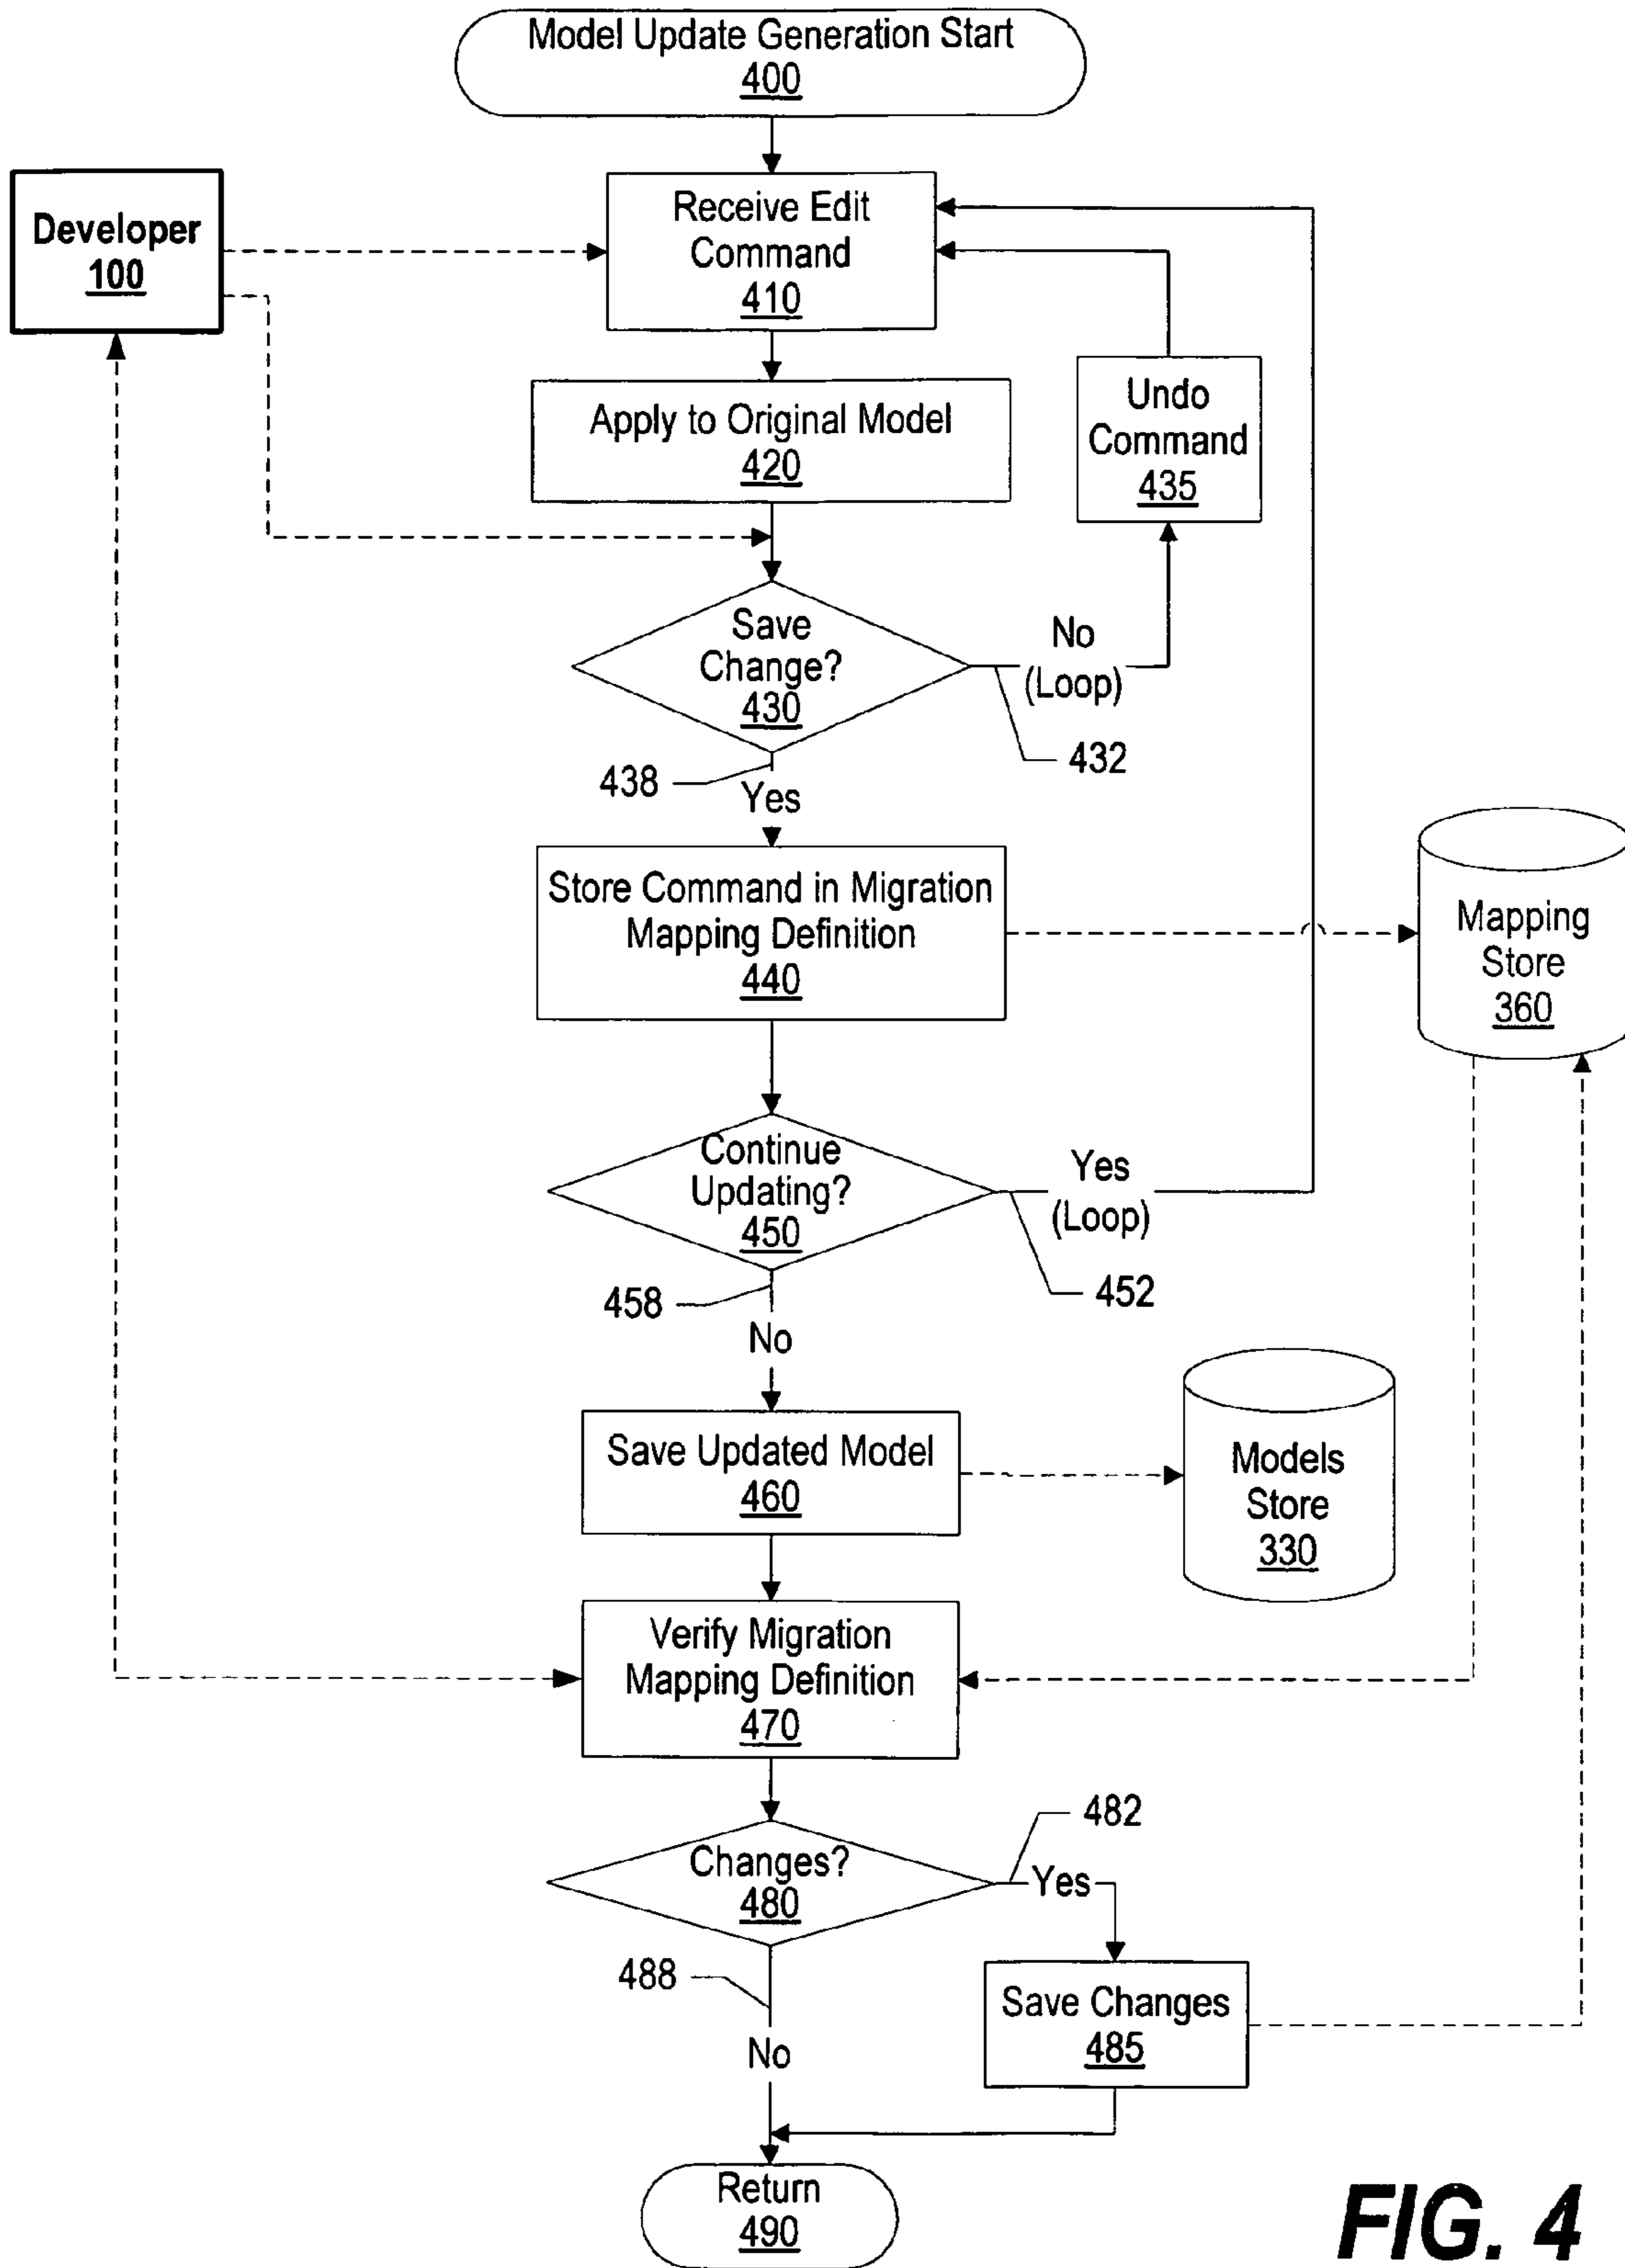 Model Update Generation Start
400
Developer
100
Receive Edit
Command
410
Apply to Original Model
420
Undo
Command
435
Save
Change?
430
No
(Loop)
432
438
Yes
Store Command in Migration
Mapping Definition
440
Mapping
Store
360
Continue
Updating?
450
Yes
(Loop)
452
458
No
Save Updated Model
460
Models
Store
330
Verify Migration
Mapping Definition
470
Changes?
480
482
Yes
488
No
Save Changes
485
Return
490
FIG. 4